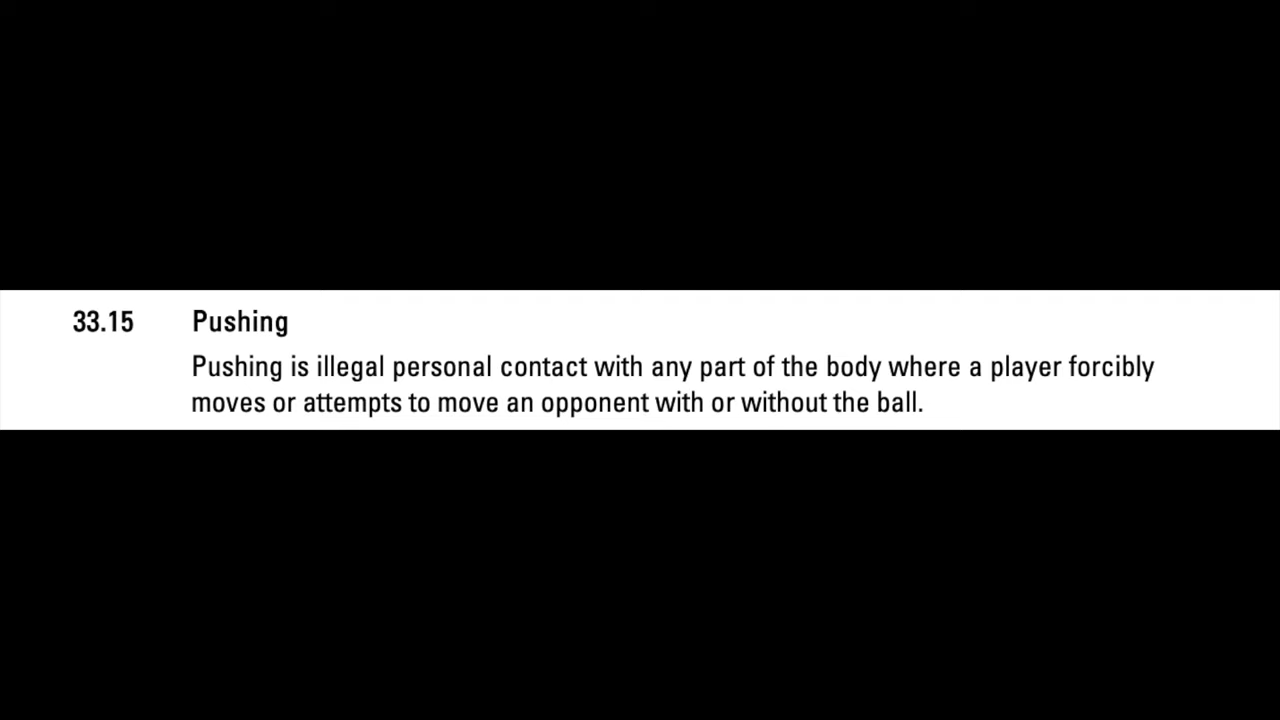 33.15 Pushing
Pushing is illegal personal contact with any part of the body where a player forcibly
moves or attempts to move an opponent with or without the ball.